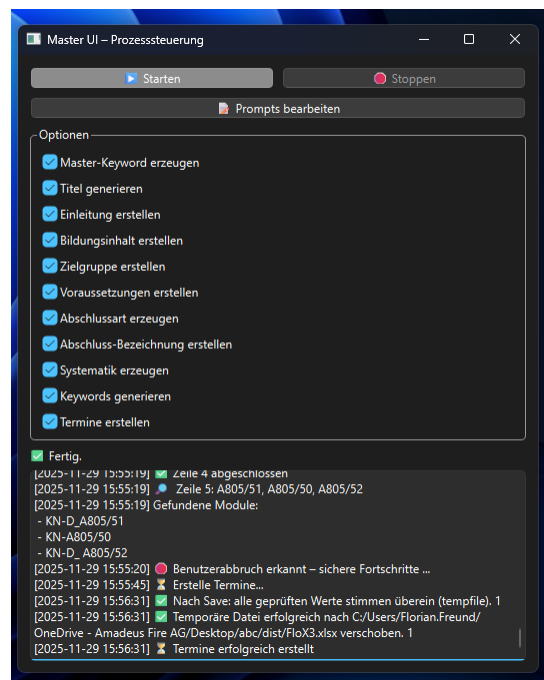 Master UI – Prozesssteuerung
Starten
Stoppen
Prompts bearbeiten
Optionen
Master-Keyword erzeugen
Titel generieren
Einleitung erstellen
Bildungsinhalt erstellen
Zielgruppe erstellen
Voraussetzungen erstellen
Abschlussart erzeugen
Abschluss-Bezeichnung erstellen
Systematik erzeugen
Keywords generieren
Termine erstellen
Fertig.
[2025-11-29 15:55:19] Zeile 4 abgeschlossen
[2025-11-29 15:55:19] Zeile 5: A805/51, A805/50, A805/52
[2025-11-29 15:55:19] Gefundene Module:
- KN-D_A805/51
- KN-A805/50
- KN-D_ A805/52
[2025-11-29 15:55:20] Benutzerabbruch erkannt – sichere Fortschritte ...
[2025-11-29 15:55:45] Erstelle Termine...
[2025-11-29 15:56:31] Nach Save: alle geprüften Werte stimmen überein (tempfile). 1
[2025-11-29 15:56:31] Temporäre Datei erfolgreich nach C:/Users/Florian.Freund/
OneDrive - Amadeus Fire AG/Desktop/abc/dist/FloX3.xlsx verschoben. 1
[2025-11-29 15:56:31] Termine erfolgreich erstellt